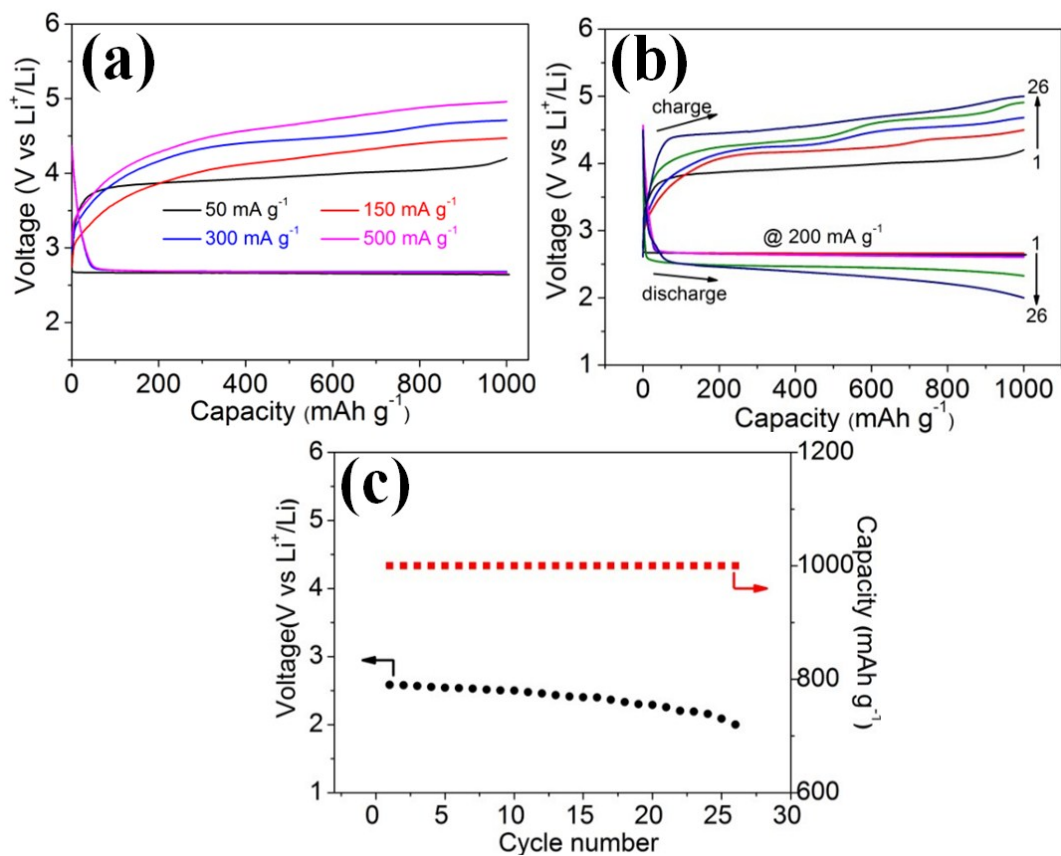 (a)
6
5
4
3
2
Voltage (V vs Li⁺/Li)
50 mA g⁻¹
150 mA g⁻¹
300 mA g⁻¹
500 mA g⁻¹
0 200 400 600 800 1000
Capacity (mAh g⁻¹)
(b)
6
5
4
3
2
1
Voltage (V vs Li⁺/Li)
charge
26
1
@ 200 mA g⁻¹
1
discharge
26
0 200 400 600 800 1000
Capacity (mAh g⁻¹)
(c)
6
5
4
3
2
1
Voltage(V vs Li⁺/Li)
1200
1000
800
600
Capacity (mAh g⁻¹)
0 5 10 15 20 25 30
Cycle number